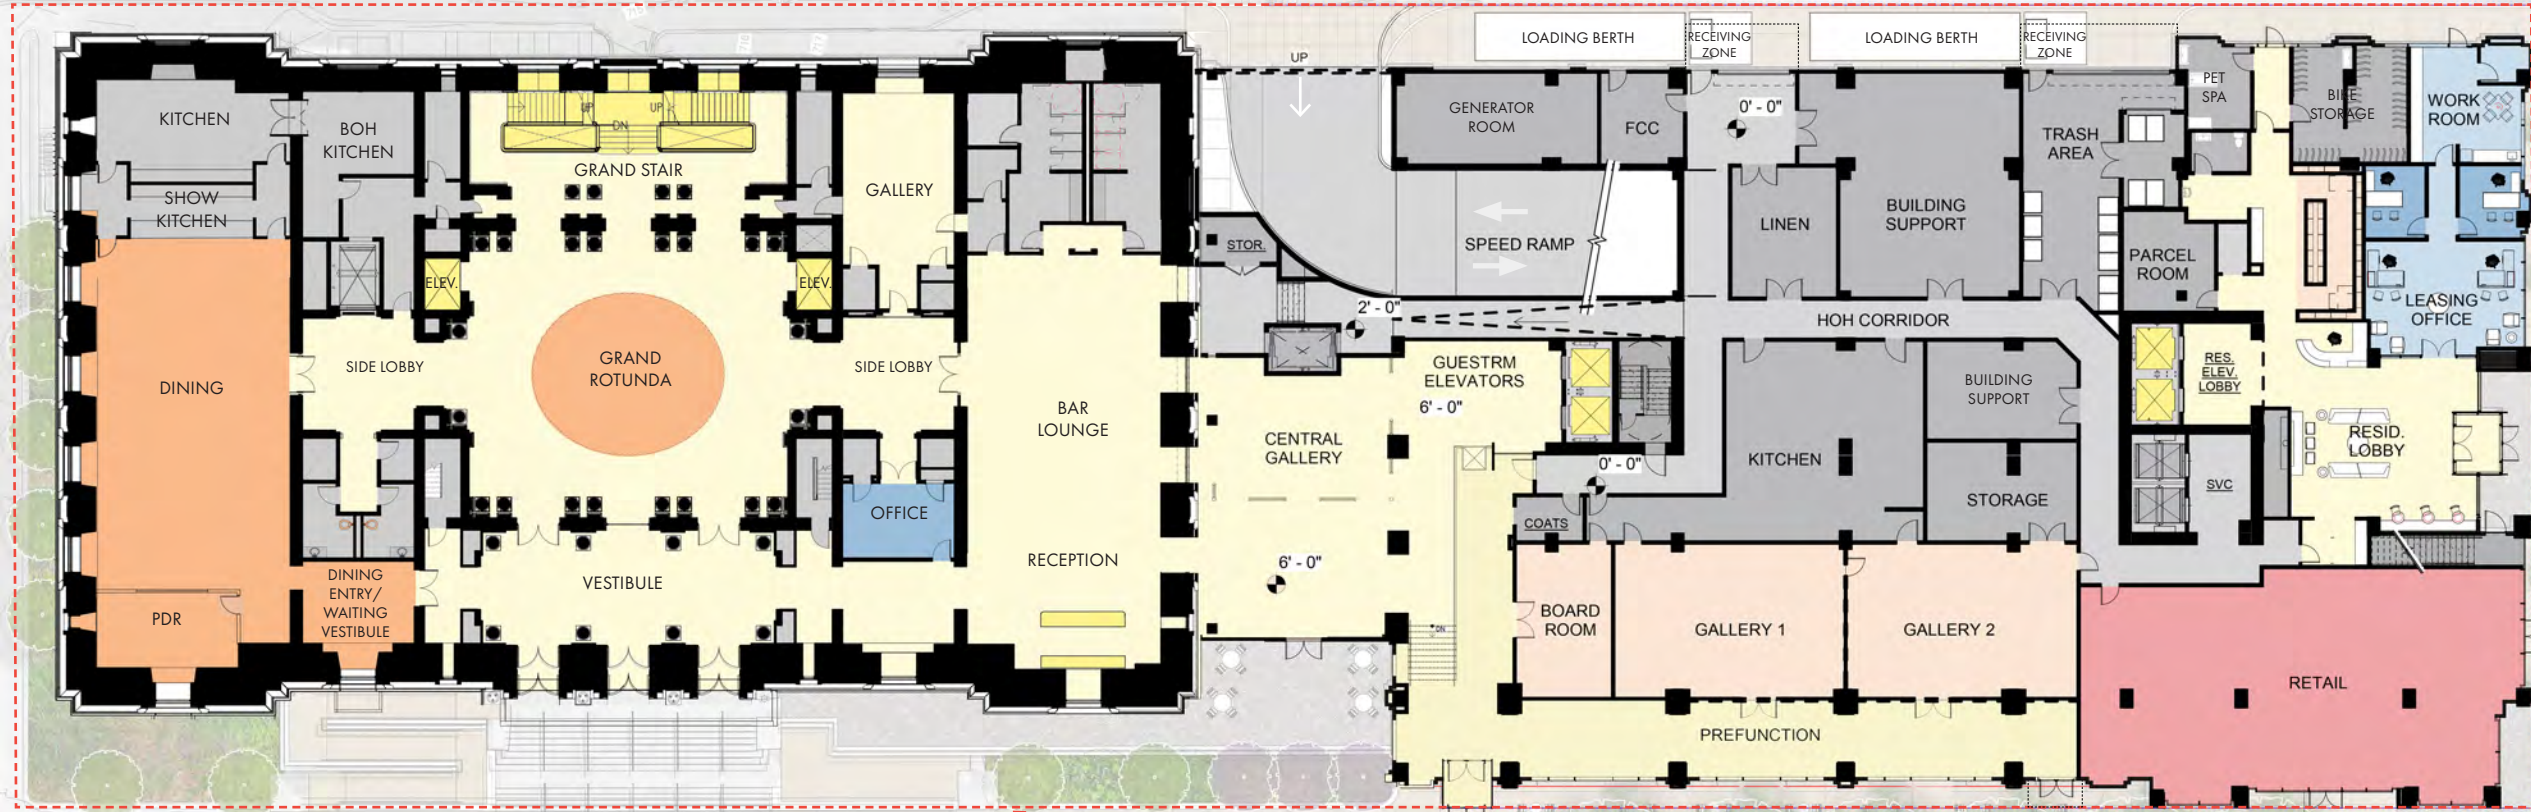 KITCHEN
BOH
KITCHEN
SHOW
KITCHEN
DINING
PDR
DINING
ENTRY/
WAITING
VESTIBULE
SIDE LOBBY
ELEV.
UP
UP
DN
GRAND STAIR
GRAND
ROTUNDA
VESTIBULE
ELEV.
SIDE LOBBY
GALLERY
OFFICE
BAR
LOUNGE
RECEPTION
UP
STOR.
2' - 0"
CENTRAL
GALLERY
6' - 0"
GENERATOR
ROOM
FCC
SPEED RAMP
GUESTRM
ELEVATORS
6' - 0"
0' - 0"
COATS
DN
BOARD
ROOM
GALLERY 1
GALLERY 2
PREFUNCTION
LOADING BERTH
RECEIVING
ZONE
LOADING BERTH
RECEIVING
ZONE
0' - 0"
LINEN
BUILDING
SUPPORT
TRASH
AREA
HOH CORRIDOR
KITCHEN
BUILDING
SUPPORT
STORAGE
PET
SPA
BIKE
STORAGE
WORK
ROOM
PARCEL
ROOM
LEASING
OFFICE
RES.
ELEV.
LOBBY
SVC
RESID.
LOBBY
RETAIL